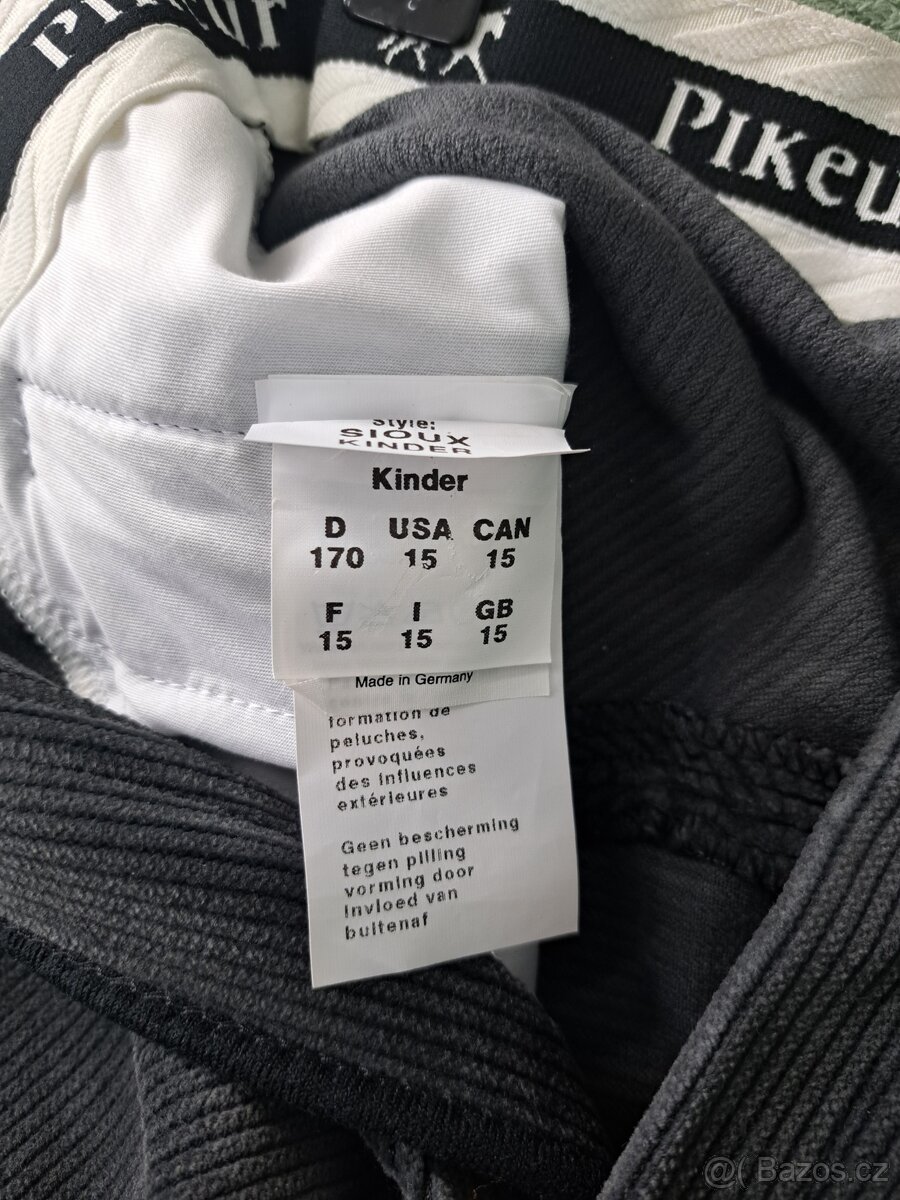 Pikeur
Pikeu
Style:
SIOUX
KINDER
Kinder
D USA CAN
170 15 15
F I GB
15 15 15
Made in Germany
formation de
peluches,
provoquées
des influences
extérieures
Geen bescherming
tegen pilling
vorming door
invloed van
buitenaf
@( Bazos.cz